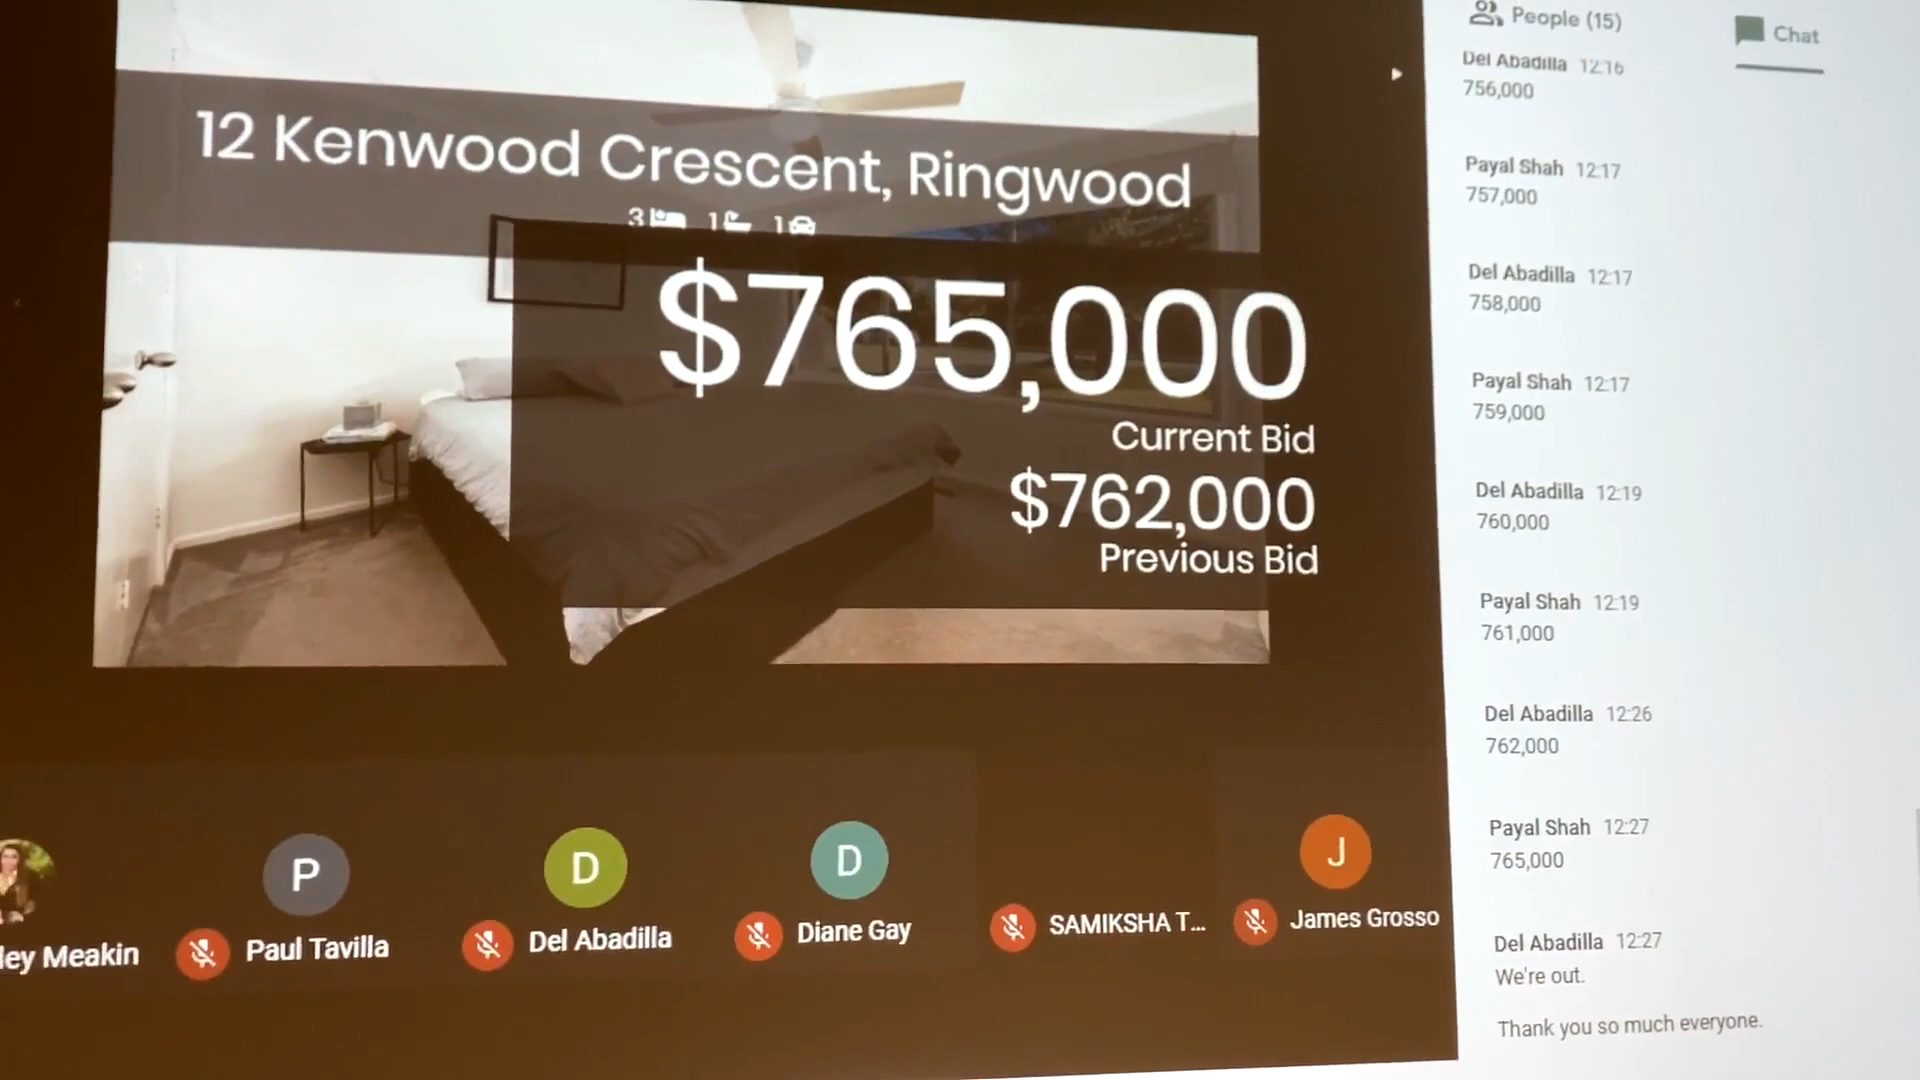 12 Kenwood Crescent, Ringwood
3 1 1
$765,000
Current Bid
$762,000
Previous Bid
ley Meakin
P
Paul Tavilla
D
Del Abadilla
D
Diane Gay
SAMIKSHA T...
J
James Grosso
People (15)
Chat
Del Abadilla 12:16
756,000
Payal Shah 12:17
757,000
Del Abadilla 12:17
758,000
Payal Shah 12:17
759,000
Del Abadilla 12:19
760,000
Payal Shah 12:19
761,000
Del Abadilla 12:26
762,000
Payal Shah 12:27
765,000
Del Abadilla 12:27
We're out.
Thank you so much everyone.